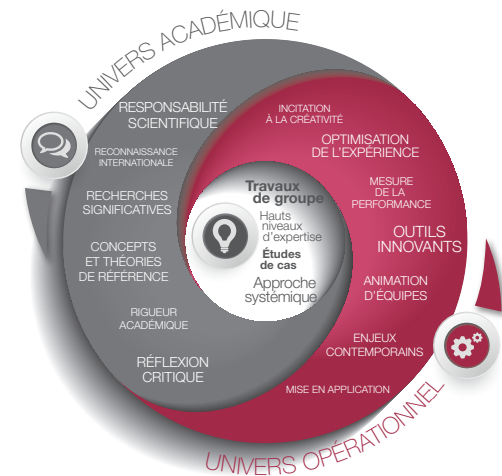 UNIVERS ACADÉMIQUE
RESPONSABILITÉ
SCIENTIFIQUE
RECONNAISSANCE
INTERNATIONALE
RECHERCHES
SIGNIFICATIVES
CONCEPTS
ET THÉORIES
DE RÉFÉRENCE
RIGUEUR
ACADÉMIQUE
RÉFLEXION
CRITIQUE
Travaux
de groupe
Hauts
niveaux
d'expertise
Études
de cas
Approche
systémique
INCITATION
À LA CRÉATIVITÉ
OPTIMISATION
DE L'EXPÉRIENCE
MESURE
DE LA
PERFORMANCE
OUTILS
INNOVANTS
ANIMATION
D'ÉQUIPES
ENJEUX
CONTEMPORAINS
MISE EN APPLICATION
UNIVERS OPÉRATIONNEL